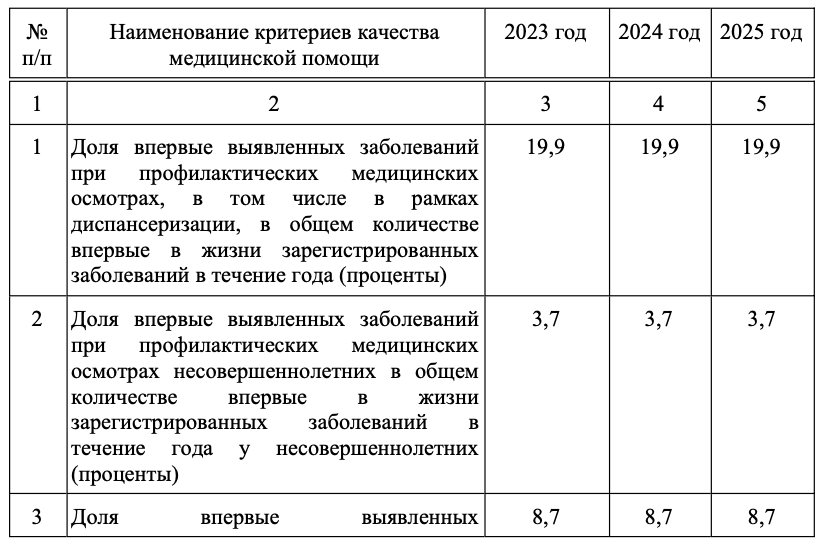 № п/п Наименование критериев качества медицинской помощи 2023 год 2024 год 2025 год
1 2 3 4 5
1 Доля впервые выявленных заболеваний 19,9 19,9 19,9
при профилактических медицинских
осмотрах, в том числе в рамках
диспансеризации, в общем количестве
впервые в жизни зарегистрированных
заболеваний в течение года (проценты)
2 Доля впервые выявленных заболеваний 3,7 3,7 3,7
при профилактических медицинских
осмотрах несовершеннолетних в общем
количестве впервые в жизни
зарегистрированных заболеваний в
течение года у несовершеннолетних
(проценты)
3 Доля впервые выявленных 8,7 8,7 8,7